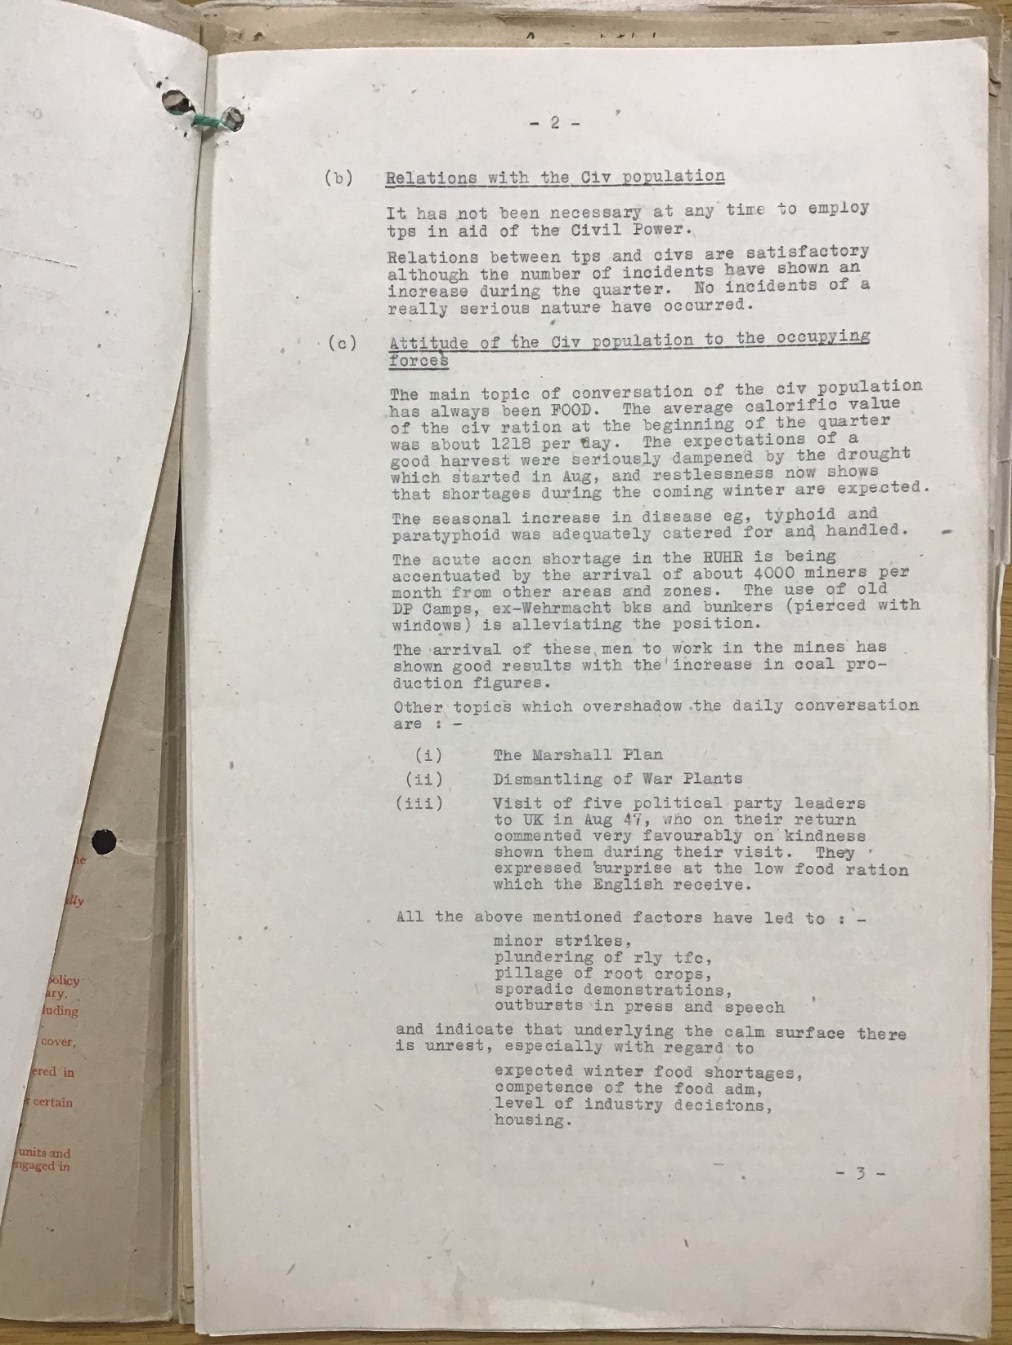 - 2 -
(b) Relations with the Civ population
It has not been necessary at any time to employ
tps in aid of the Civil Power.
Relations between tps and civs are satisfactory
although the number of incidents have shown an
increase during the quarter. No incidents of a
really serious nature have occurred.
(c) Attitude of the Civ population to the occupying
forces
The main topic of conversation of the civ population
has always been FOOD. The average calorific value
of the civ ration at the beginning of the quarter
was about 1218 per day. The expectations of a
good harvest were seriously dampened by the drought
which started in Aug, and restlessness now shows
that shortages during the coming winter are expected.
The seasonal increase in disease eg, typhoid and
paratyphoid was adequately catered for and handled.
The acute accn shortage in the RUHR is being
accentuated by the arrival of about 4000 miners per
month from other areas and zones. The use of old
DP Camps, ex-Wehrmacht bks and bunkers (pierced with
windows) is alleviating the position.
The arrival of these men to work in the mines has
shown good results with the increase in coal pro-
duction figures.
Other topics which overshadow the daily conversation
are : -
(i) The Marshall Plan
(ii) Dismantling of War Plants
(iii) Visit of five political party leaders
to UK in Aug 47, who on their return
commented very favourably on kindness
shown them during their visit. They
expressed surprise at the low food ration
which the English receive.
All the above mentioned factors have led to : -
minor strikes,
plundering of rly tfc,
pillage of root crops,
sporadic demonstrations,
outbursts in press and speech
and indicate that underlying the calm surface there
is unrest, especially with regard to
expected winter food shortages,
competence of the food adm,
level of industry decisions,
housing.
- 3 -
cover,
certain
units and